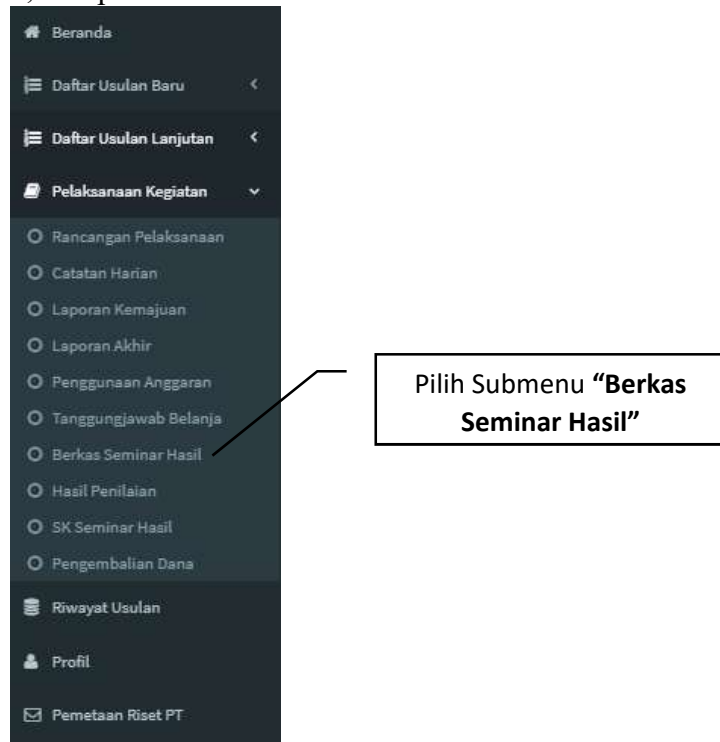 Beranda
Daftar Usulan Baru
Daftar Usulan Lanjutan
Pelaksanaan Kegiatan
Rancangan Pelaksanaan
Catatan Harian
Laporan Kemajuan
Laporan Akhir
Penggunaan Anggaran
Tanggungjawab Belanja
Berkas Seminar Hasil
Hasil Penilaian
SK Seminar Hasil
Pengembalian Dana
Riwayat Usulan
Profil
Pemetaan Riset PT
Pilih Submenu “Berkas
Seminar Hasil”